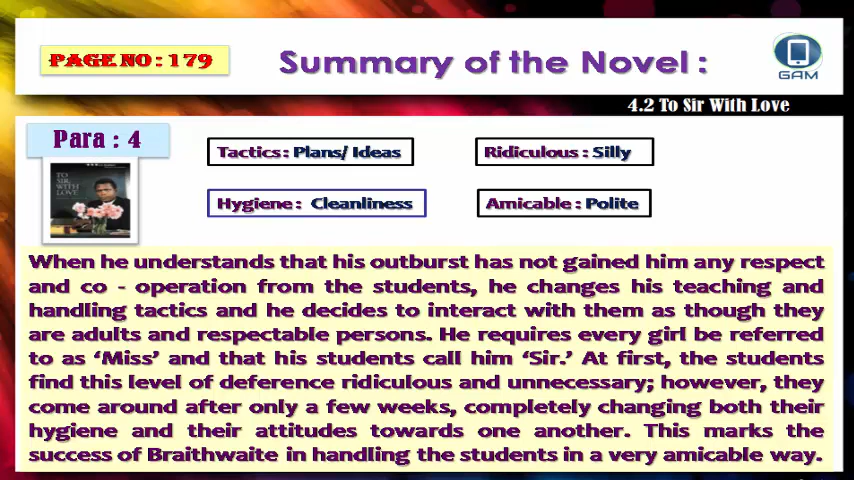 PAGE NO : 179
Summary of the Novel :
GAM
4.2 To Sir With Love
Para : 4
Tactics : Plans/ Ideas
Ridiculous : Silly
TO
SIR,
WITH
LOVE
Hygiene : Cleanliness
Amicable : Polite
When he understands that his outburst has not gained him any respect
and co - operation from the students, he changes his teaching and
handling tactics and he decides to interact with them as though they
are adults and respectable persons. He requires every girl be referred
to as ‘Miss’ and that his students call him ‘Sir.’ At first, the students
find this level of deference ridiculous and unnecessary; however, they
come around after only a few weeks, completely changing both their
hygiene and their attitudes towards one another. This marks the
success of Braithwaite in handling the students in a very amicable way.